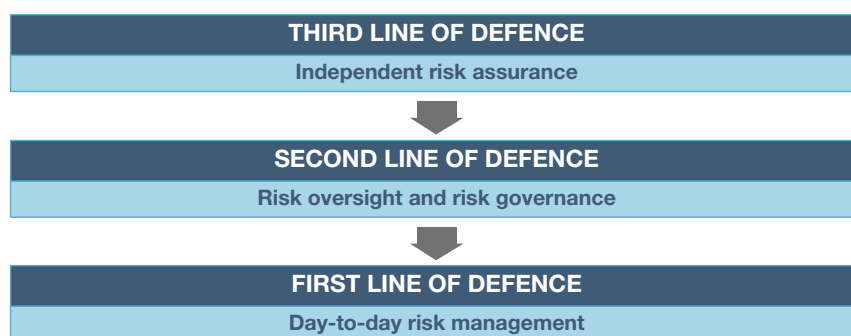 THIRD LINE OF DEFENCE
Independent risk assurance
SECOND LINE OF DEFENCE
Risk oversight and risk governance
FIRST LINE OF DEFENCE
Day-to-day risk management